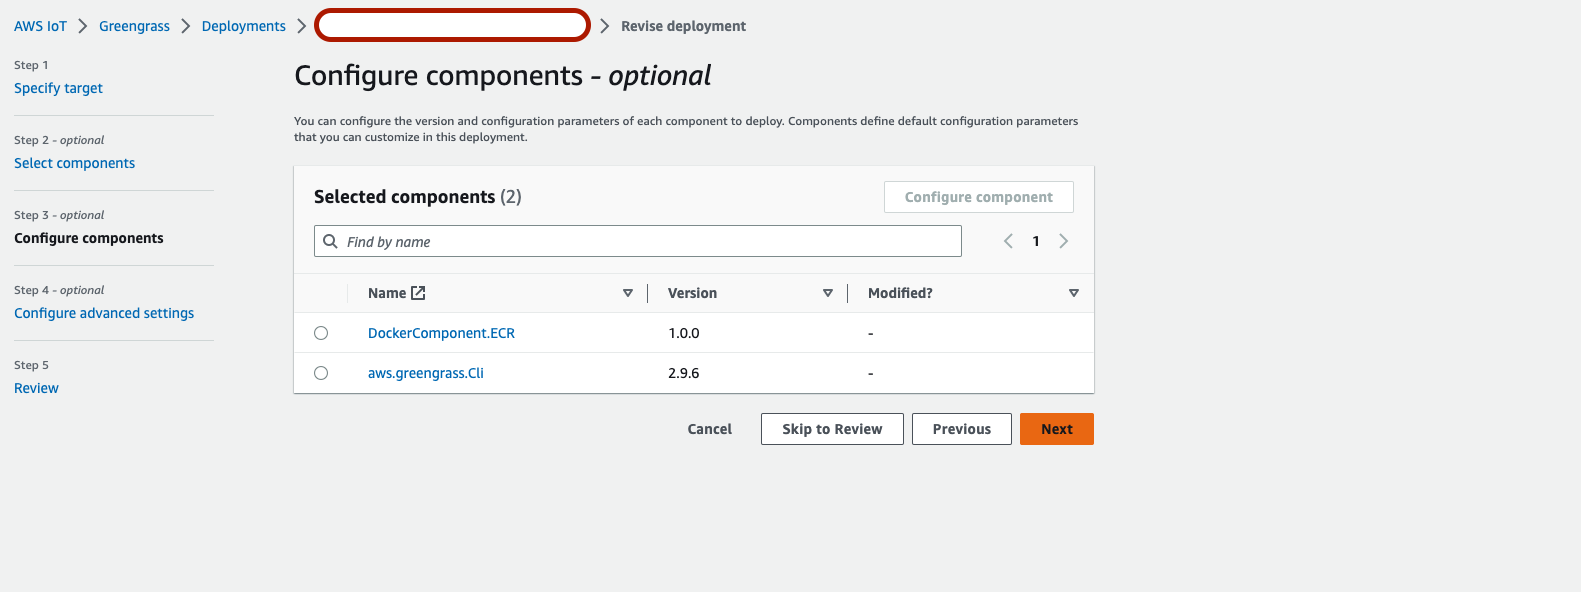 AWS IoT > Greengrass > Deployments > > Revise deployment
Step 1
Specify target
Step 2 - optional
Select components
Step 3 - optional
Configure components
Step 4 - optional
Configure advanced settings
Step 5
Review
Configure components - optional
You can configure the version and configuration parameters of each component to deploy. Components define default configuration parameters
that you can customize in this deployment.
Selected components (2)
Configure component
Find by name
1
Name Version Modified?
DockerComponent.ECR 1.0.0 -
aws.greengrass.Cli 2.9.6 -
Cancel Skip to Review Previous Next